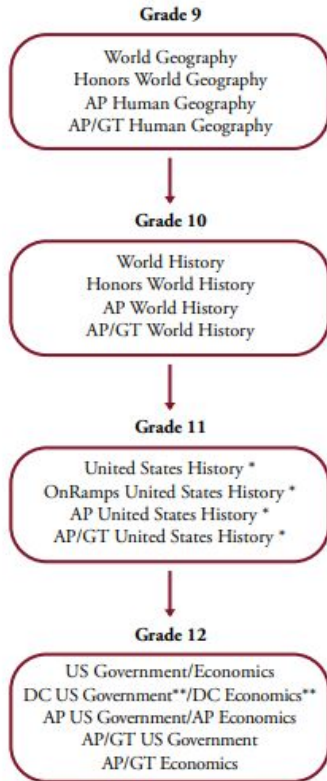 Grade 9
World Geography
Honors World Geography
AP Human Geography
AP/GT Human Geography
Grade 10
World History
Honors World History
AP World History
AP/GT World History
Grade 11
United States History *
OnRamps United States History *
AP United States History *
AP/GT United States History *
Grade 12
US Government/Economics
DC US Government**/DC Economics**
AP US Government/AP Economics
AP/GT US Government
AP/GT Economics